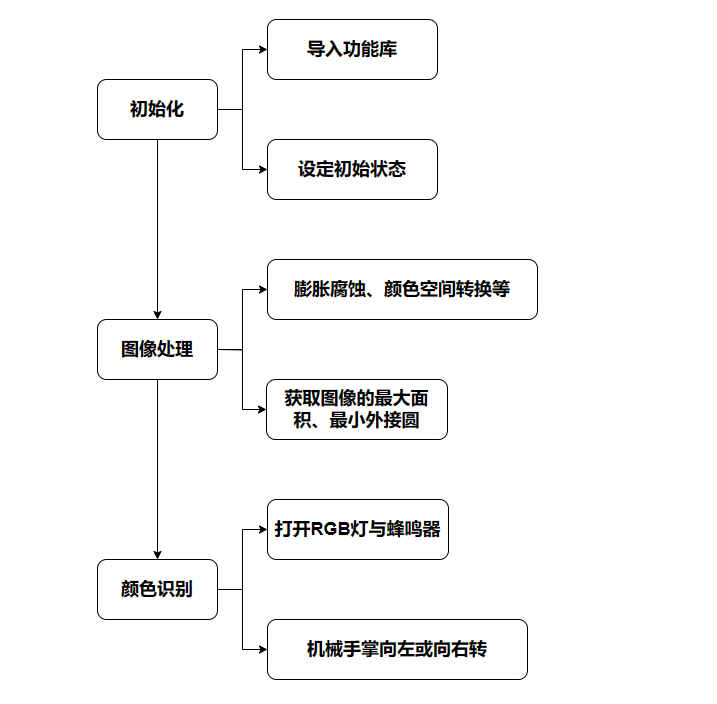 导入功能库
初始化
设定初始状态
膨胀腐蚀、颜色空间转换等
图像处理
获取图像的最大面
积、最小外接圆
打开RGB灯与蜂鸣器
颜色识别
机械手掌向左或向右转